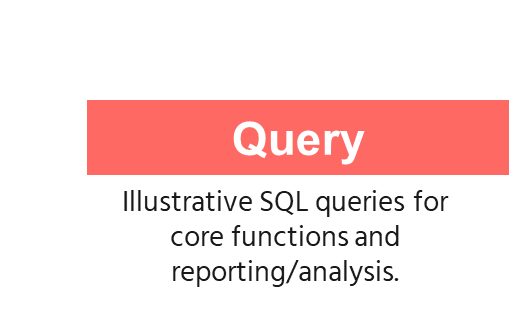 Query
Illustrative SQL queries for
core functions and
reporting/analysis.